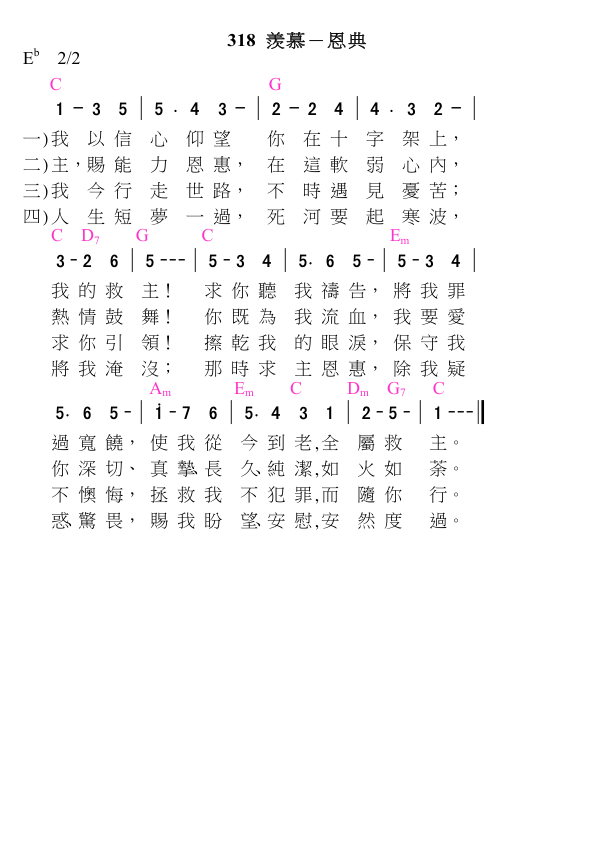 318 羨慕－恩典
E♭ 2/2
C G
1 － 3 5 | 5 . 4 3 － | 2 － 2 4 | 4 . 3 2 － |
一)我 以 信 心 仰 望 你 在 十 字 架 上，
二)主，賜 能 力 恩 惠， 在 這 軟 弱 心 內，
三)我 今 行 走 世 路， 不 時 遇 見 憂 苦；
四)人 生 短 夢 一 過， 死 河 要 起 寒 波，
C D7 G C Em
3 - 2 6 | 5 - - - | 5 - 3 4 | 5. 6 5 - | 5 - 3 4 |
我 的 救 主！ 求 你 聽 我 禱 告， 將 我 罪
熱 情 鼓 舞！ 你 既 為 我 流 血， 我 要 愛
求 你 引 領！ 擦 乾 我 的 眼 淚， 保 守 我
將 我 淹 沒； 那 時 求 主 恩 惠， 除 我 疑
Am Em C Dm G7 C
5. 6 5 - | i - 7 6 | 5. 4 3 1 | 2 - 5 - | 1 - - - ||
過 寬 饒， 使 我 從 今 到 老,全 屬 救 主。
你 深 切、 真 摯、長 久、純 潔,如 火 如 荼。
不 懊 悔， 拯 救 我 不 犯 罪,而 隨 你 行。
惑、驚 畏， 賜 我 盼 望、安 慰,安 然 度 過。